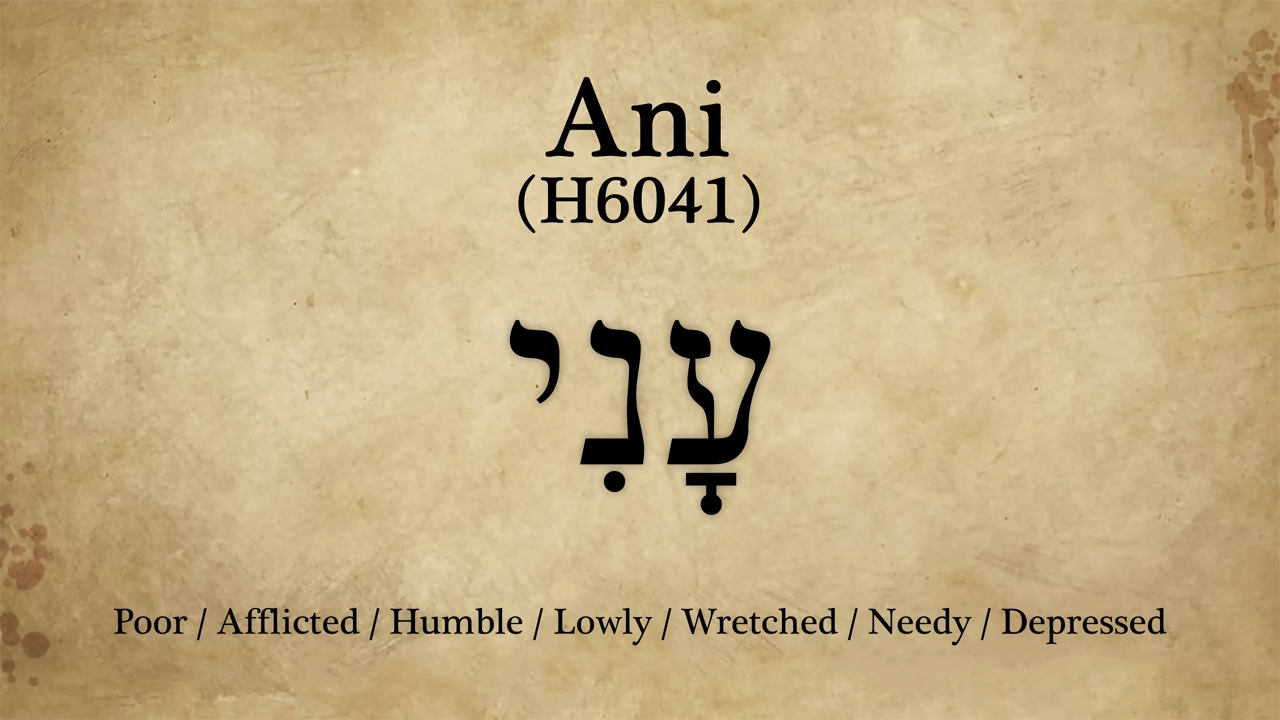 Ani
(H6041)
עָנִי
Poor / Afflicted / Humble / Lowly / Wretched / Needy / Depressed